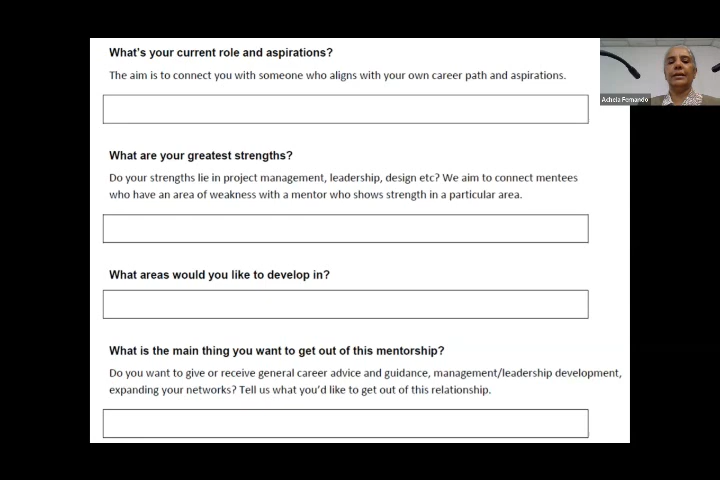 What's your current role and aspirations?
The aim is to connect you with someone who aligns with your own career path and aspirations.
What are your greatest strengths?
Do your strengths lie in project management, leadership, design etc? We aim to connect mentees
who have an area of weakness with a mentor who shows strength in a particular area.
What areas would you like to develop in?
What is the main thing you want to get out of this mentorship?
Do you want to give or receive general career advice and guidance, management/leadership development,
expanding your networks? Tell us what you'd like to get out of this relationship.
Achela Fernando